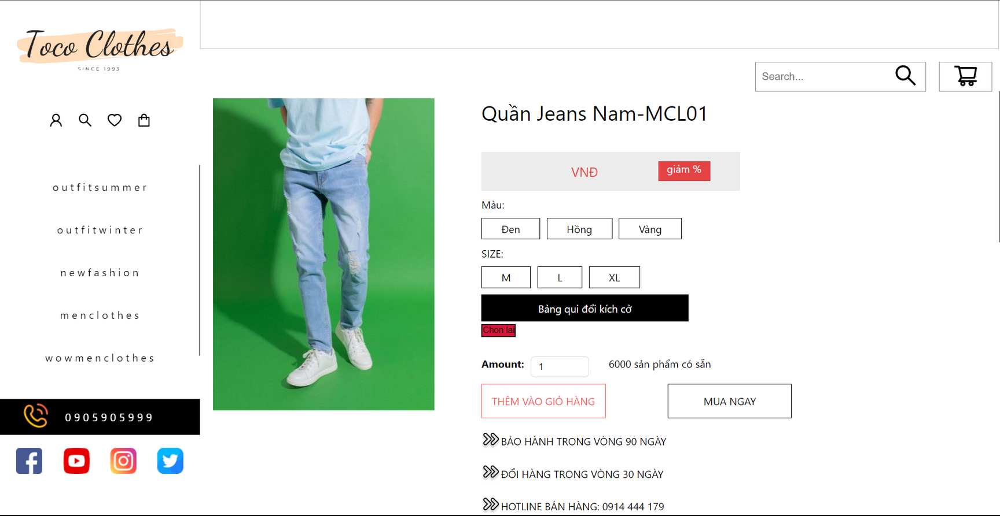 Toco Clothes
SINCE 1993
outfitsummer
outfitwinter
newfashion
menclothes
wowmenclothes
0905905999
Search...
Quần Jeans Nam-MCL01
VNĐ
giảm %
Màu:
Đen
Hồng
Vàng
SIZE:
M
L
XL
Bảng qui đổi kích cở
Chon lai
Amount:
1
6000 sản phẩm có sẵn
THÊM VÀO GIỎ HÀNG
MUA NGAY
BẢO HÀNH TRONG VÒNG 90 NGÀY
ĐỔI HÀNG TRONG VÒNG 30 NGÀY
HOTLINE BÁN HÀNG: 0914 444 179